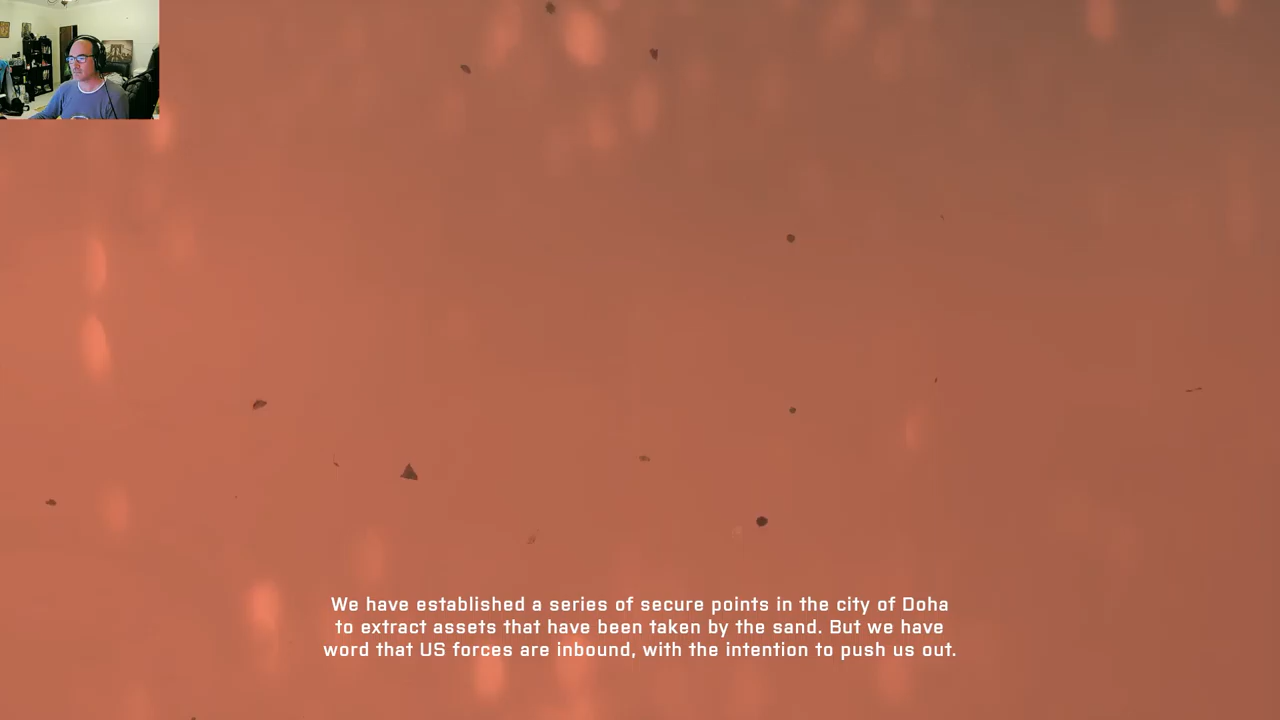 We have established a series of secure points in the city of Doha
to extract assets that have been taken by the sand. But we have
word that US forces are inbound, with the intention to push us out.